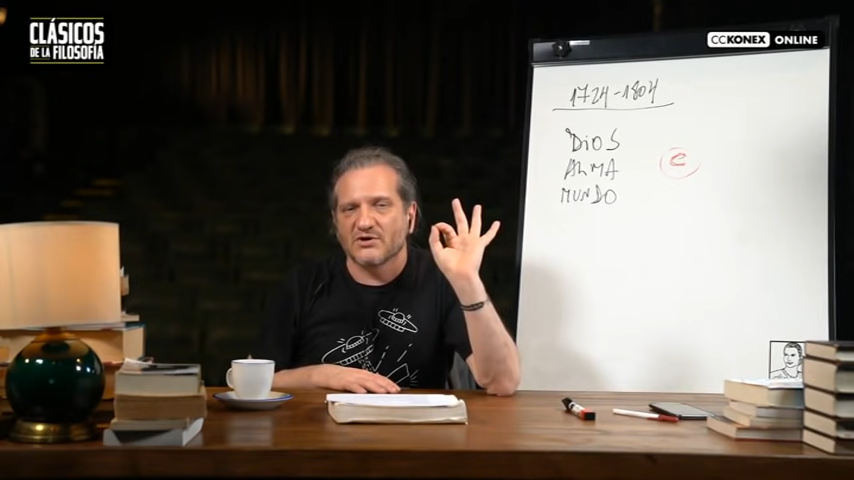 CLÁSICOS
DE LA FILOSOFÍA
CCKONEX ONLINE
1724-1804
DIOS
ALMA
MUNDO
e